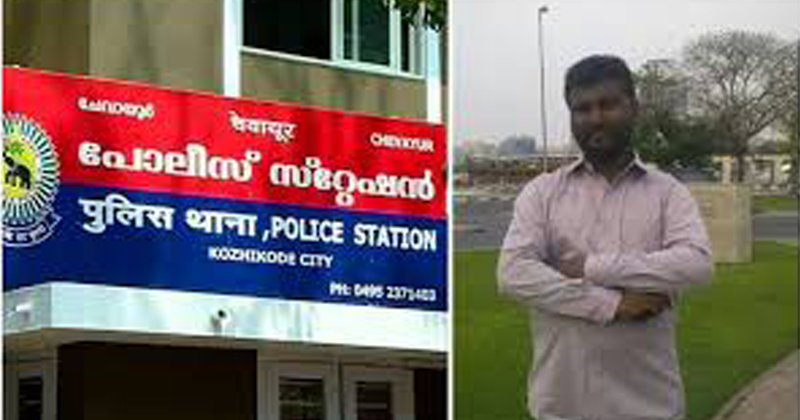 ചേവായൂർ
चेवायूर
CHEVAYUR
പോലീസ് സ്റ്റേഷൻ
पुलिस थाना ,POLICE STATION
KOZHIKODE CITY
PH: 0495 2371403